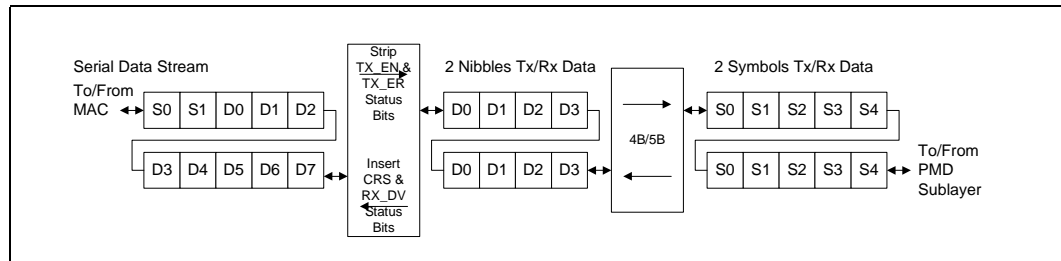 Serial Data Stream
To/From
MAC
S0 S1 D0 D1 D2
D3 D4 D5 D6 D7
Strip
TX_EN &
TX_ER
Status
Bits
Insert
CRS &
RX_DV
Status
Bits
2 Nibbles Tx/Rx Data
D0 D1 D2 D3
D0 D1 D2 D3
4B/5B
2 Symbols Tx/Rx Data
S0 S1 S2 S3 S4
S0 S1 S2 S3 S4
To/From
PMD
Sublayer